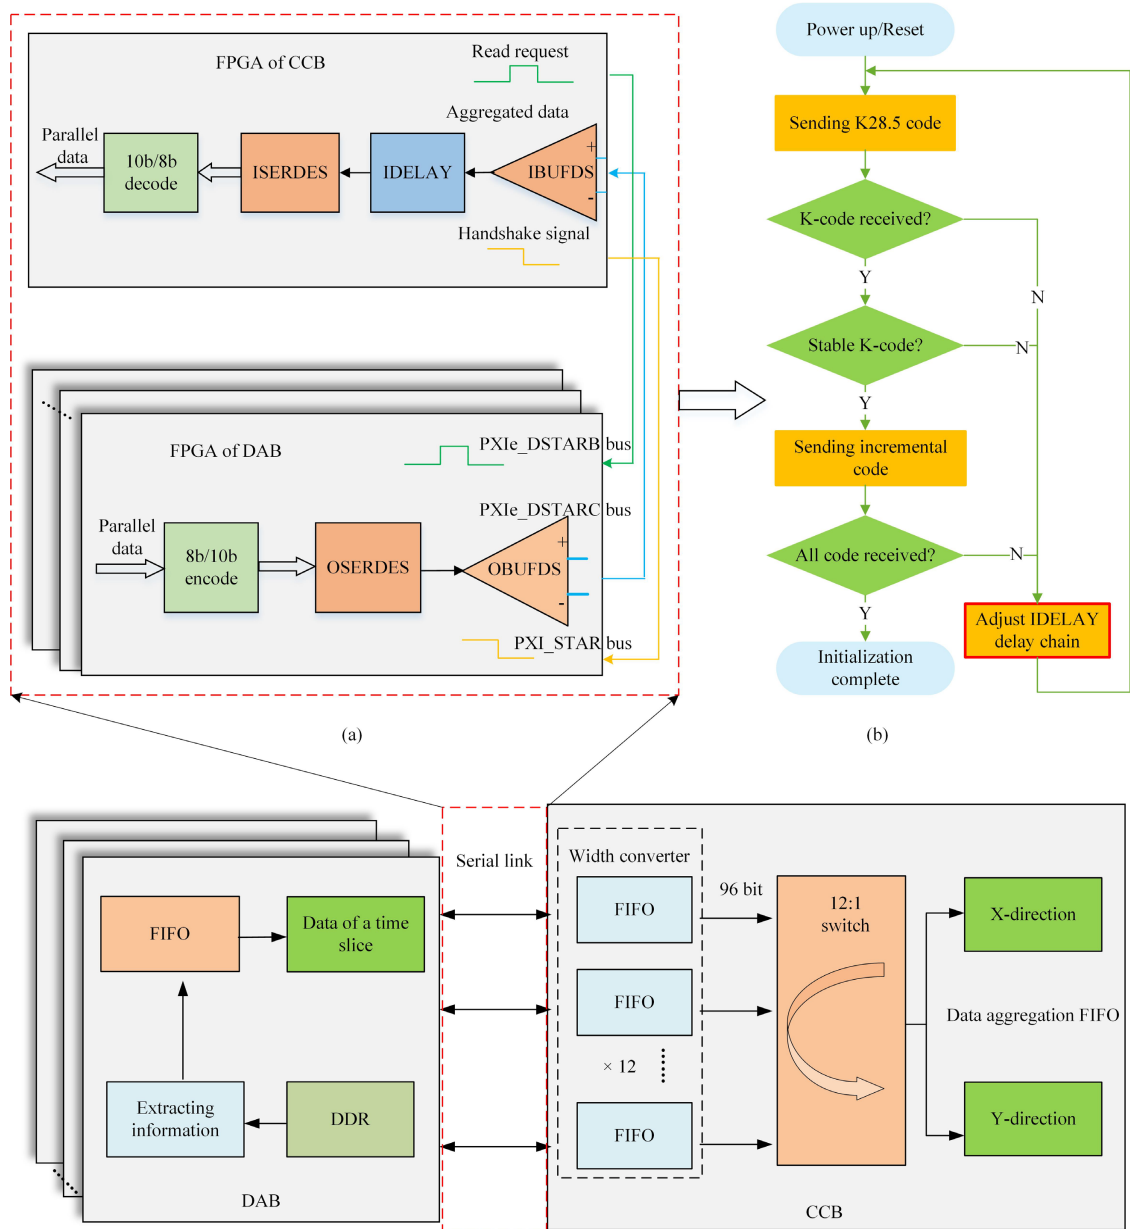 FPGA of CCB
Read request
Aggregated data
Parallel
data
10b/8b
decode
ISERDES
IDELAY
IBUFDS
+
-
Handshake signal
FPGA of DAB
PXIe_DSTARB bus
PXIe_DSTARC bus
Parallel
data
8b/10b
encode
OSERDES
OBUFDS
+
-
PXI_STAR bus
(a)
Power up/Reset
Sending K28.5 code
K-code received?
Y
N
Stable K-code?
N
Y
Sending incremental
code
All code received?
N
Y
Adjust IDELAY
delay chain
Initialization
complete
(b)
FIFO
Data of a time
slice
Extracting
information
DDR
DAB
Serial link
Width converter
FIFO
FIFO
× 12
FIFO
96 bit
12:1
switch
X-direction
Data aggregation FIFO
Y-direction
CCB